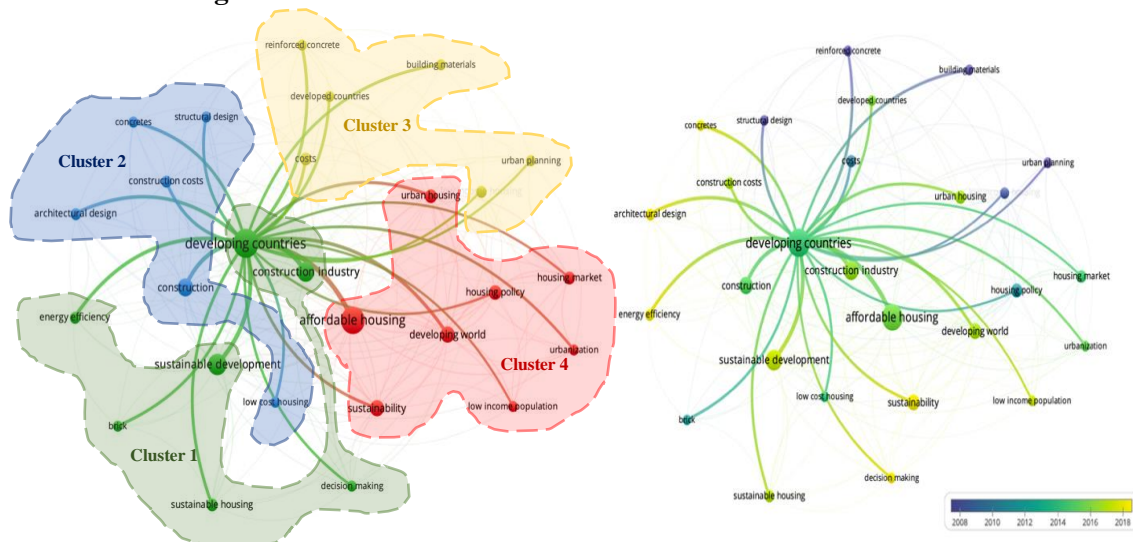 reinforced concrete
building materials
developed countries
concretes
structural design
Cluster 3
Cluster 2
costs
urban planning
construction costs
urban housing
architectural design
developing countries
construction industry
housing market
construction
housing policy
energy efficiency
affordable housing
developing world
urbanization
sustainable development
Cluster 4
low cost housing
sustainability
low income population
brick
Cluster 1
decision making
sustainable housing
reinforced concrete
building materials
developed countries
structural design
concretes
costs
urban planning
construction costs
urban housing
architectural design
developing countries
construction industry
housing market
construction
housing policy
energy efficiency
affordable housing
developing world
urbanization
sustainable development
low cost housing
sustainability
low income population
brick
decision making
sustainable housing
2008 2010 2012 2014 2016 2018